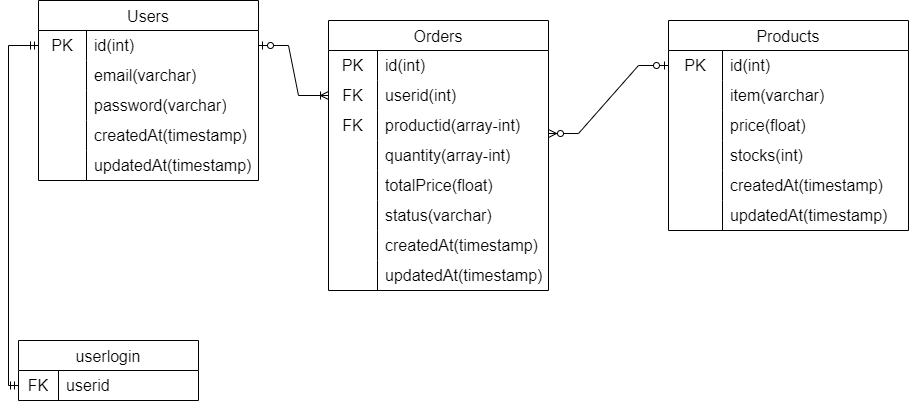 Users
PK id(int)
email(varchar)
password(varchar)
createdAt(timestamp)
updatedAt(timestamp)
Orders
PK id(int)
FK userid(int)
FK productid(array-int)
quantity(array-int)
totalPrice(float)
status(varchar)
createdAt(timestamp)
updatedAt(timestamp)
Products
PK id(int)
item(varchar)
price(float)
stocks(int)
createdAt(timestamp)
updatedAt(timestamp)
userlogin
FK userid